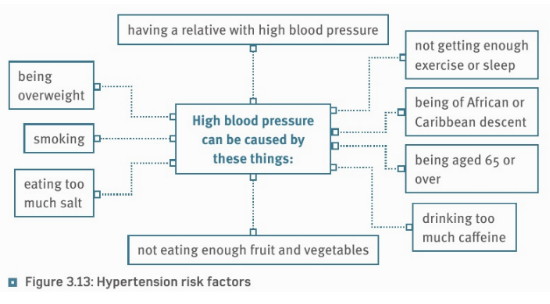 having a relative with high blood pressure
not getting enough
exercise or sleep
being
overweight
being of African or
Caribbean descent
High blood pressure
can be caused by
these things:
smoking
being aged 65 or
over
eating too
much salt
drinking too
much caffeine
not eating enough fruit and vegetables
Figure 3.13: Hypertension risk factors